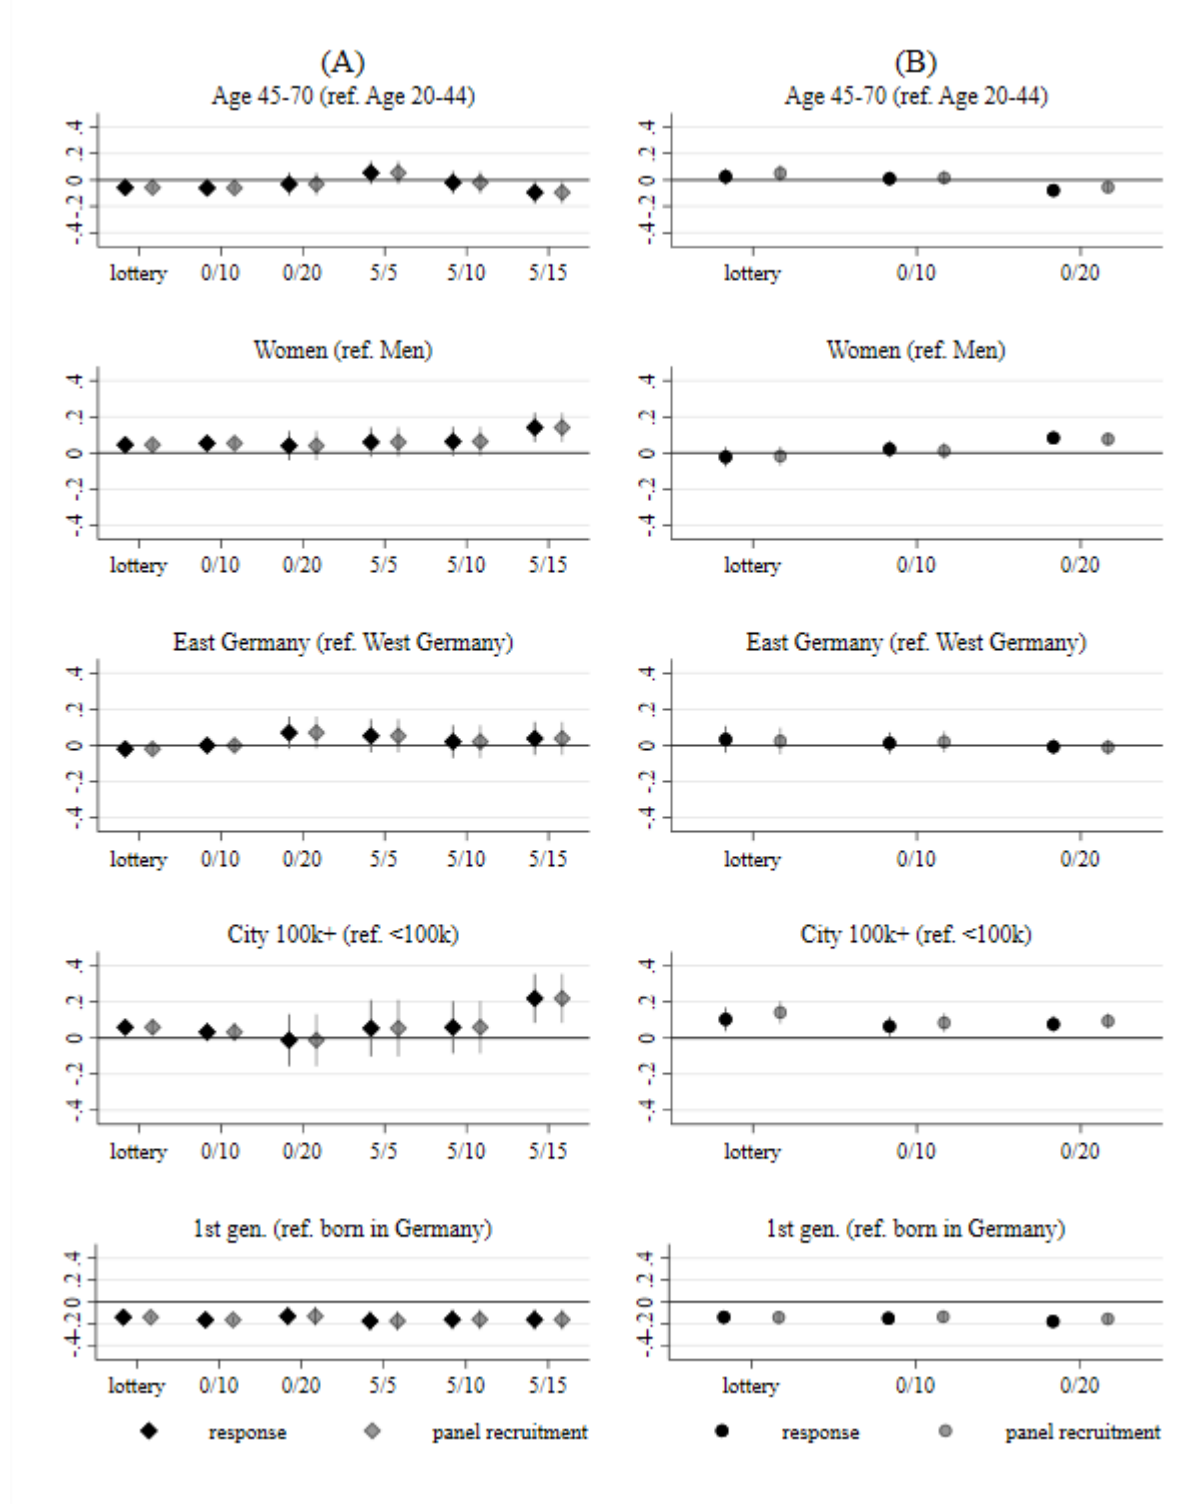 (A)
Age 45-70 (ref. Age 20-44)
.4
.2
0
-.2
-.4
lottery 0/10 0/20 5/5 5/10 5/15
Women (ref. Men)
.4
.2
0
-.2
-.4
lottery 0/10 0/20 5/5 5/10 5/15
East Germany (ref. West Germany)
.4
.2
0
-.2
-.4
lottery 0/10 0/20 5/5 5/10 5/15
City 100k+ (ref. <100k)
.4
.2
0
-.2
-.4
lottery 0/10 0/20 5/5 5/10 5/15
1st gen. (ref. born in Germany)
.4
.2
0
-.2
-.4
lottery 0/10 0/20 5/5 5/10 5/15
response panel recruitment
(B)
Age 45-70 (ref. Age 20-44)
.4
.2
0
-.2
-.4
lottery 0/10 0/20
Women (ref. Men)
.4
.2
0
-.2
-.4
lottery 0/10 0/20
East Germany (ref. West Germany)
.4
.2
0
-.2
-.4
lottery 0/10 0/20
City 100k+ (ref. <100k)
.4
.2
0
-.2
-.4
lottery 0/10 0/20
1st gen. (ref. born in Germany)
.4
.2
0
-.2
-.4
lottery 0/10 0/20
response panel recruitment